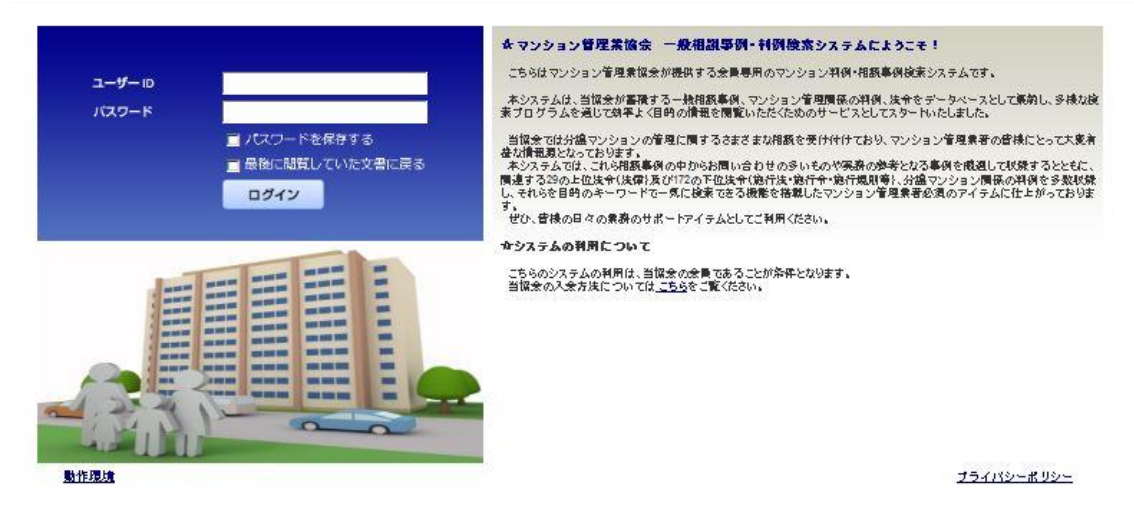 ユーザーID
パスワード
パスワードを保存する
最後に閲覧していた文書に戻る
ログイン
☆マンション管理業協会　一般相談事例・判例検索システムにようこそ！
こちらはマンション管理業協会が提供する会員専用のマンション判例・相談事例検索システムです。
本システムは、当協会が蓄積する一般相談事例、マンション管理関係の判例、法令をデータベースとして集約し、多様な検
索プログラムを通じて効率よく目的の情報を閲覧いただくためのサービスとしてスタートいたしました。
当協会では分譲マンションの管理に関するさまざまな相談を受け付けており、マンション管理業者の皆様にとって大変有
益な情報源となっております。
本システムでは、これら相談事例の中からお問い合わせの多いものや実務の参考となる事例を厳選して収録するとともに、
関連する29の上位法令(法律)及び172の下位法令(施行法・施行令・施行規則等)、分譲マンション関係の判例を多数収録
し、それらを目的のキーワードで一気に検索できる機能を搭載したマンション管理業者必須のアイテムに仕上がっておりま
す。
ぜひ、皆様の日々の業務のサポートアイテムとしてご利用ください。
☆システムの利用について
こちらのシステムの利用は、当協会の会員であることが条件となります。
当協会の入会方法についてはこちらをご覧ください。
動作環境
プライバシーポリシー